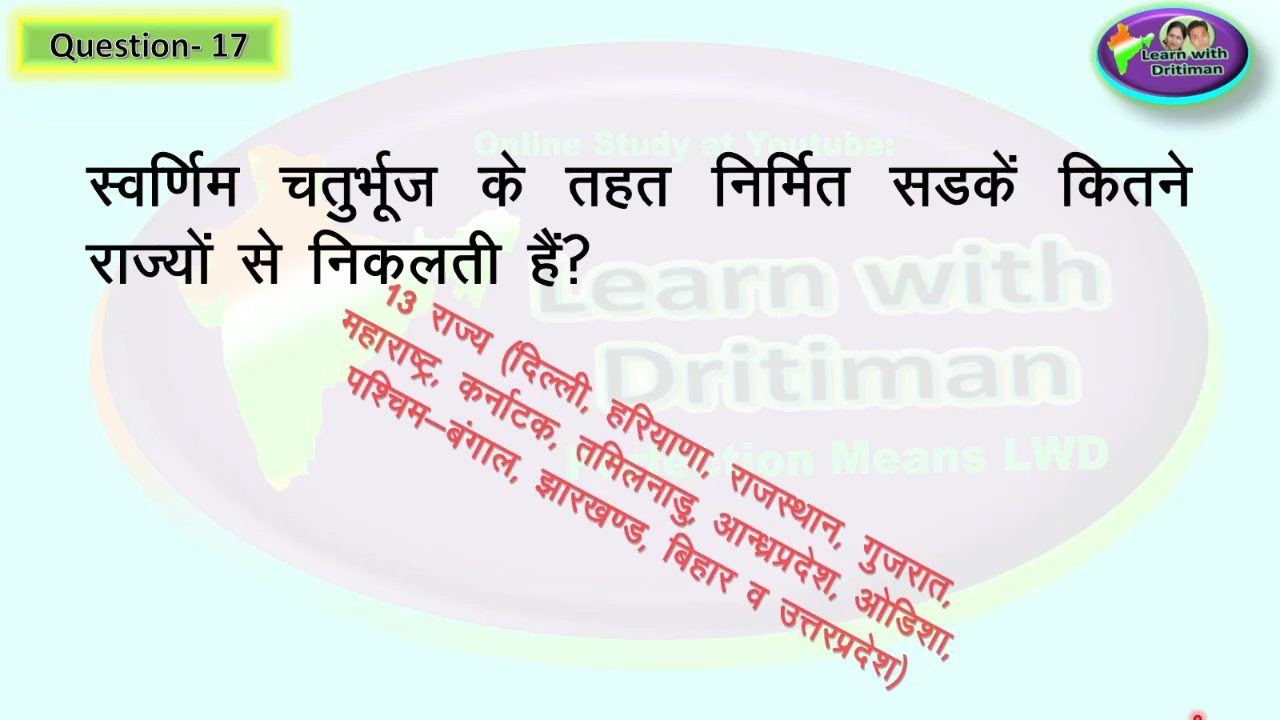 Question- 17
Learn with
Dritiman
Online Study at Youtube:
स्वर्णिम चतुर्भूज के तहत निर्मित सडकें कितने
राज्यों से निकलती हैं?
Learn with
Dritiman
Perfection Means LWD
13 राज्य (दिल्ली, हरियाणा, राजस्थान, गुजरात,
महाराष्ट्र, कर्नाटक, तमिलनाडु, आन्ध्रप्रदेश, ओडिशा,
पश्चिम–बंगाल, झारखण्ड, बिहार व उत्तरप्रदेश)